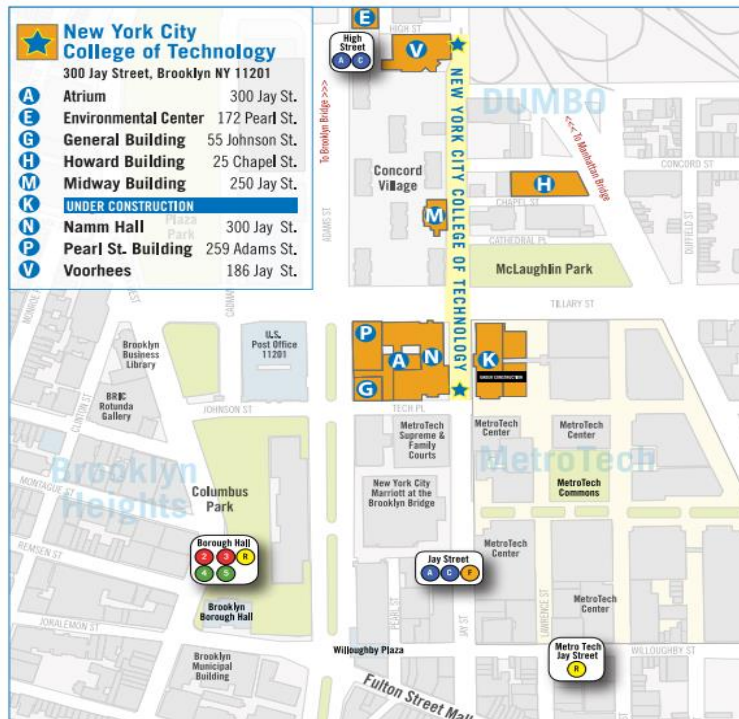 New York City
College of Technology
300 Jay Street, Brooklyn NY 11201
A Atrium 300 Jay St.
E Environmental Center 172 Pearl St.
G General Building 55 Johnson St.
H Howard Building 25 Chapel St.
M Midway Building 250 Jay St.
K UNDER CONSTRUCTION
N Namm Hall 300 Jay St.
P Pearl St. Building 259 Adams St.
V Voorhees 186 Jay St.
E
HIGH ST
High
Street
A C
V
NEW YORK CITY COLLEGE OF TECHNOLOGY
DUMBO
To Brooklyn Bridge >>>
<<< To Manhattan Bridge
CONCORD ST
Concord
Village
H
CHAPEL ST
M
CATHEDRAL PL
ADAMS ST
DUFFIELD ST
McLaughlin Park
Plaza
Park
TILLARY ST
MONROE PL
CADMAN
WEST
U.S.
Post Office
11201
Brooklyn
Business
Library
P
A
N
K
UNDER CONSTRUCTION
G
BRIC
Rotunda
Gallery
CLINTON ST
JOHNSON ST
TECH PL
MetroTech
Supreme &
Family
Courts
MetroTech
Center
MetroTech
Center
Brooklyn
Heights
MetroTech
MONTAGUE ST
Columbus
Park
New York City
Marriott at the
Brooklyn Bridge
MetroTech
Commons
REMSEN ST
Borough Hall
2 3 R
4 5
Jay Street
A C F
MetroTech
Center
MetroTech
Center
Brooklyn
Borough Hall
JORALEMON ST
PEARL ST
JAY ST
LAWRENCE ST
Willoughby Plaza
WILLOUGHBY ST
Brooklyn
Municipal
Building
Metro Tech
Jay Street
R
Fulton Street Mall